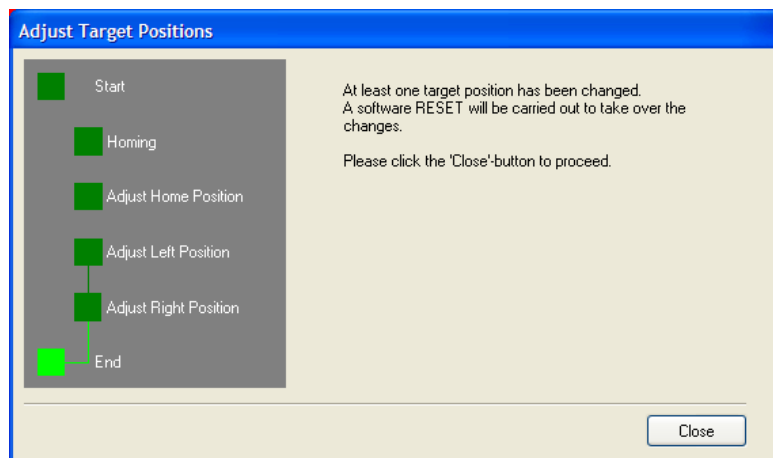 Adjust Target Positions
Start
Homing
Adjust Home Position
Adjust Left Position
Adjust Right Position
End
At least one target position has been changed.
A software RESET will be carried out to take over the
changes.
Please click the 'Close'-button to proceed.
Close